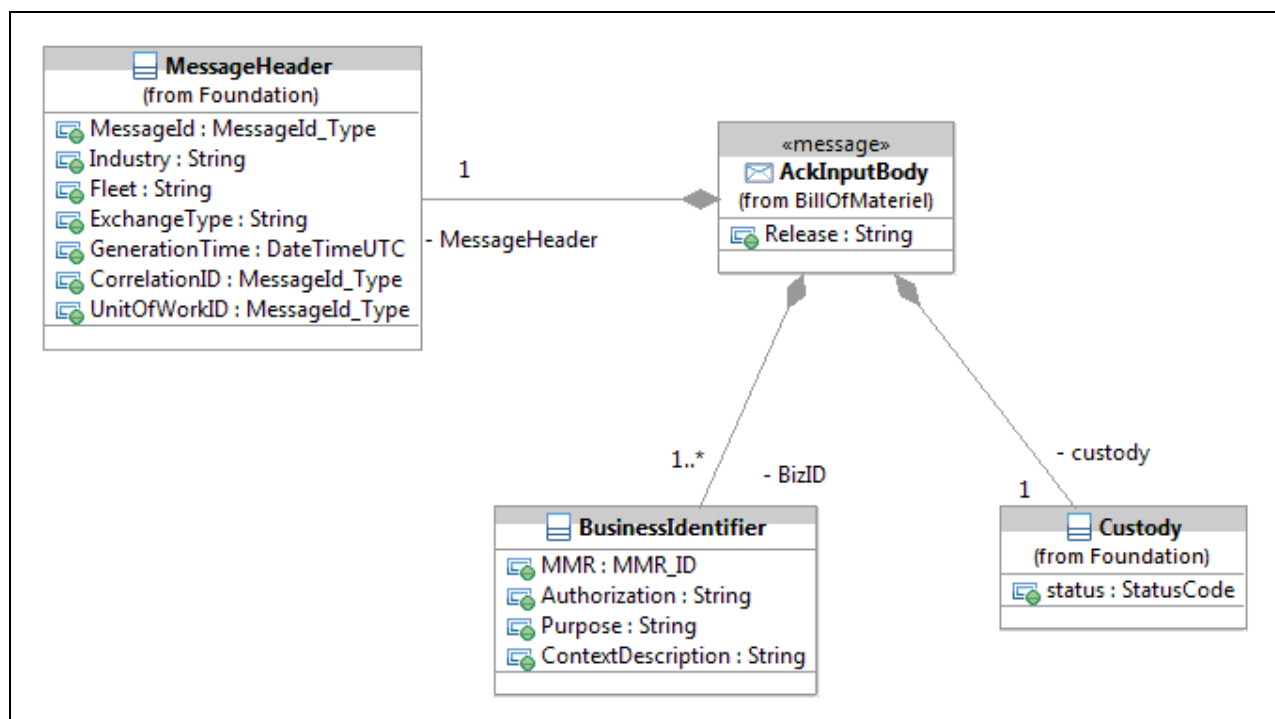 MessageHeader
(from Foundation)
MessageId : MessageId_Type
Industry : String
Fleet : String
ExchangeType : String
GenerationTime : DateTimeUTC
CorrelationID : MessageId_Type
UnitOfWorkID : MessageId_Type
1
- MessageHeader
«message»
AckInputBody
(from BillOfMateriel)
Release : String
1..*
- BizID
- custody
1
BusinessIdentifier
MMR : MMR_ID
Authorization : String
Purpose : String
ContextDescription : String
Custody
(from Foundation)
status : StatusCode